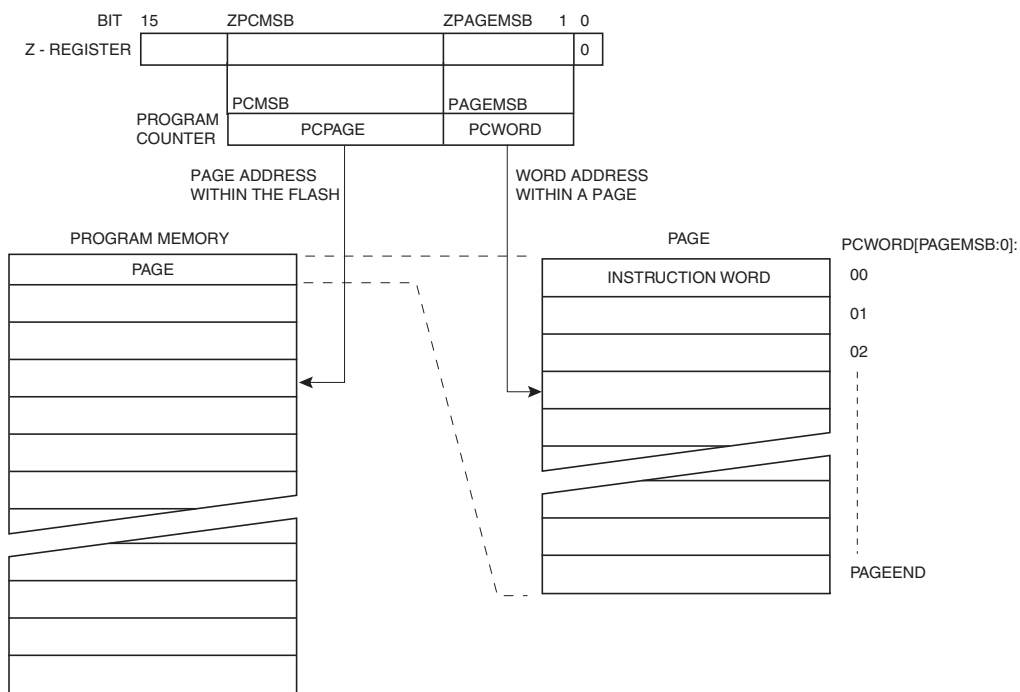 BIT 15 ZPCMSB ZPAGEMSB 1 0
Z - REGISTER 0
PCMSB PAGEMSB
PROGRAM
COUNTER
PCPAGE PCWORD
PAGE ADDRESS
WITHIN THE FLASH
WORD ADDRESS
WITHIN A PAGE
PROGRAM MEMORY
PAGE
PAGE
PCWORD[PAGEMSB:0]:
INSTRUCTION WORD 00
01
02
PAGEEND